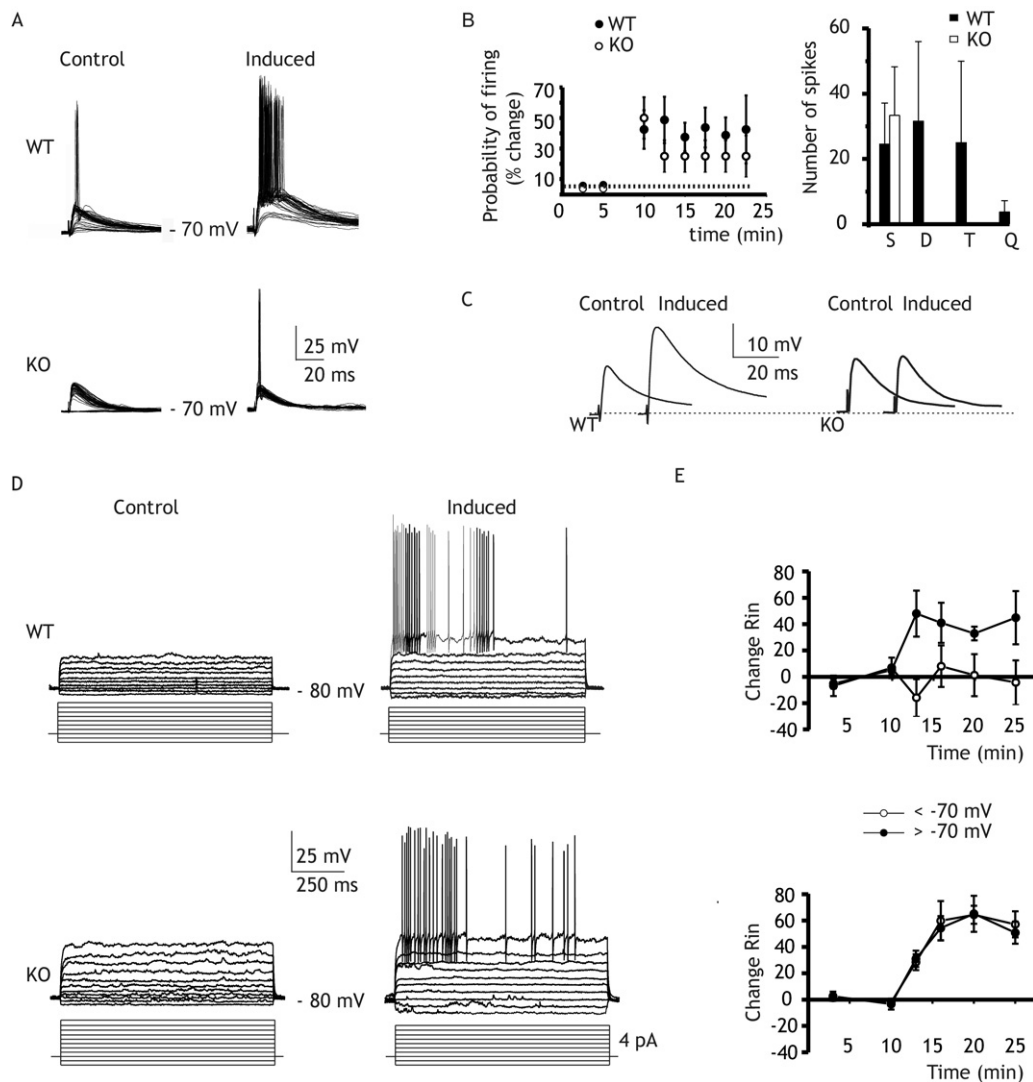 A
Control
Induced
WT
- 70 mV
KO
- 70 mV
25 mV
20 ms
B
WT
KO
Probability of firing
(% change)
70
50
30
10
0
5
10
15
20
25
time (min)
WT
KO
Number of spikes
60
40
20
0
S
D
T
Q
C
Control
Induced
10 mV
20 ms
WT
Control
Induced
KO
D
Control
Induced
WT
- 80 mV
25 mV
250 ms
KO
- 80 mV
4 pA
E
Change Rin
80
60
40
20
0
-20
-40
5
10
15
20
25
Time (min)
< -70 mV
> -70 mV
Change Rin
80
60
40
20
0
-20
-40
5
10
15
20
25
Time (min)